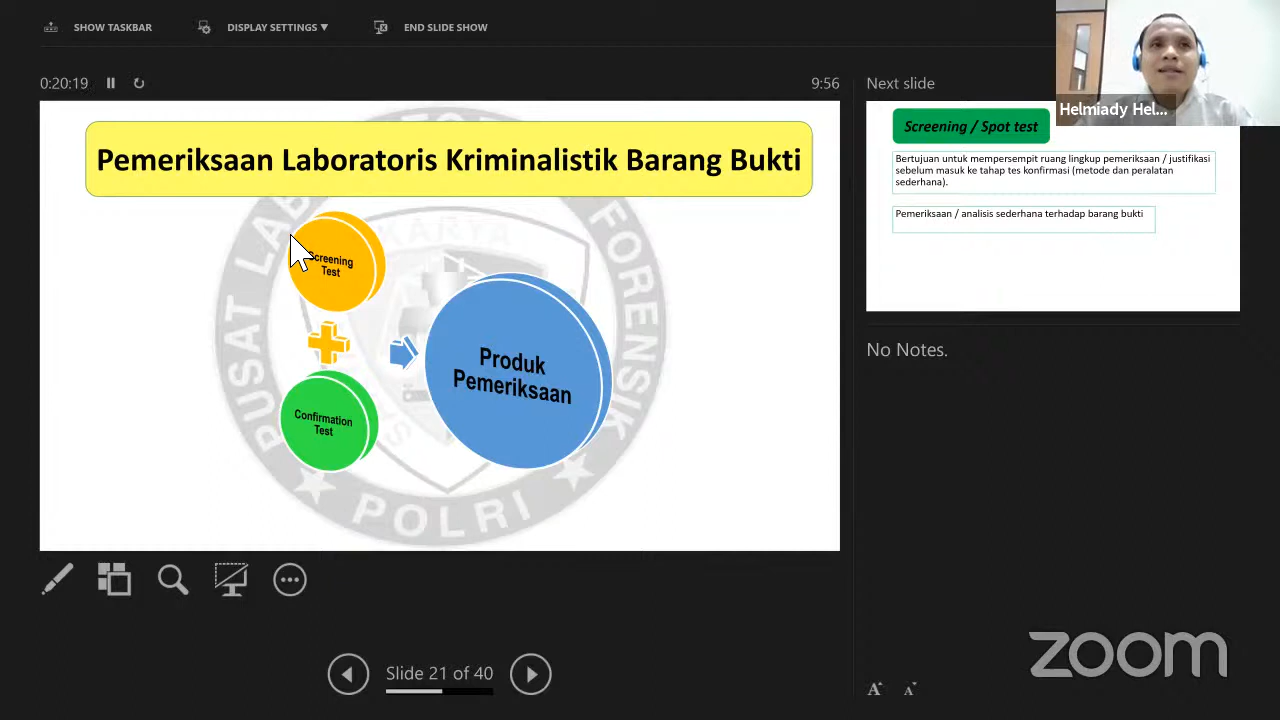 SHOW TASKBAR
DISPLAY SETTINGS ▼
END SLIDE SHOW
0:20:19
9:56
Next slide
Helmiady Hel...
Pemeriksaan Laboratoris Kriminalistik Barang Bukti
Screening
Test
Confirmation
Test
Produk
Pemeriksaan
PUSAT LAB
FORENSIK
POLRI
Screening / Spot test
Bertujuan untuk mempersempit ruang lingkup pemeriksaan / justifikasi
sebelum masuk ke tahap tes konfirmasi (metode dan peralatan
sederhana).
Pemeriksaan / analisis sederhana terhadap barang bukti
No Notes.
Slide 21 of 40
A A
zoom